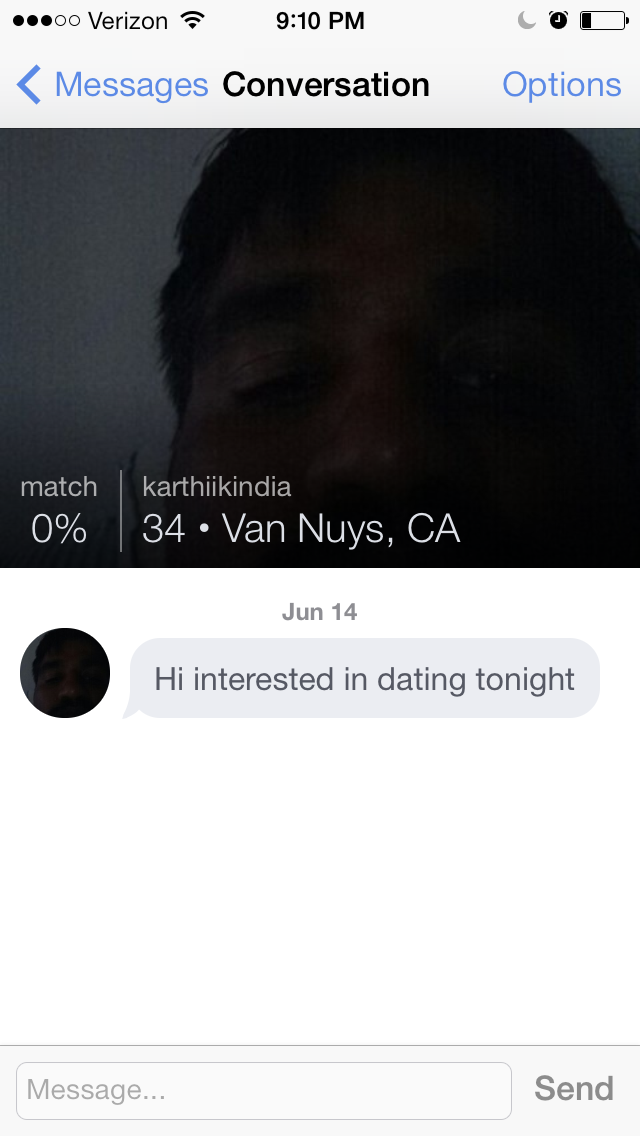 Verizon 9:10 PM
Messages Conversation Options
match karthiikindia
0% 34 • Van Nuys, CA
Jun 14
Hi interested in dating tonight
Message... Send